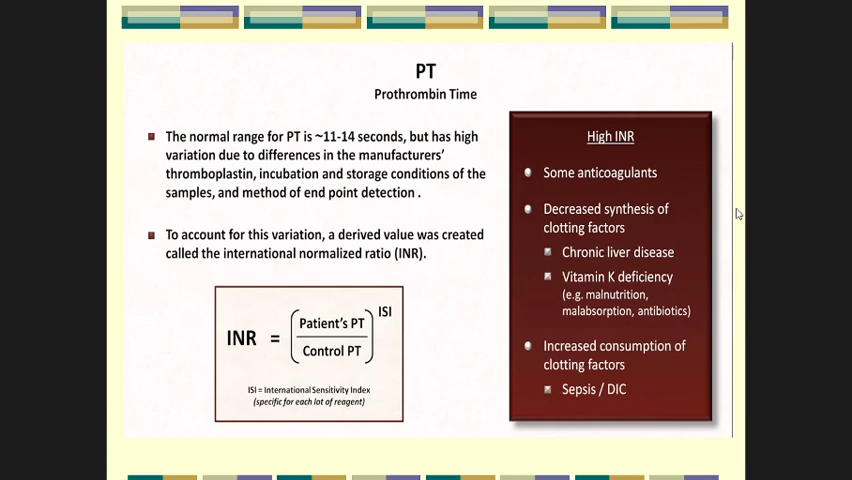 PT
Prothrombin Time
The normal range for PT is ~11-14 seconds, but has high
variation due to differences in the manufacturers'
thromboplastin, incubation and storage conditions of the
samples, and method of end point detection .
To account for this variation, a derived value was created
called the international normalized ratio (INR).
INR = (Patient's PT / Control PT) ISI
ISI = International Sensitivity Index
(specific for each lot of reagent)
High INR
Some anticoagulants
Decreased synthesis of
clotting factors
Chronic liver disease
Vitamin K deficiency
(e.g. malnutrition,
malabsorption, antibiotics)
Increased consumption of
clotting factors
Sepsis / DIC